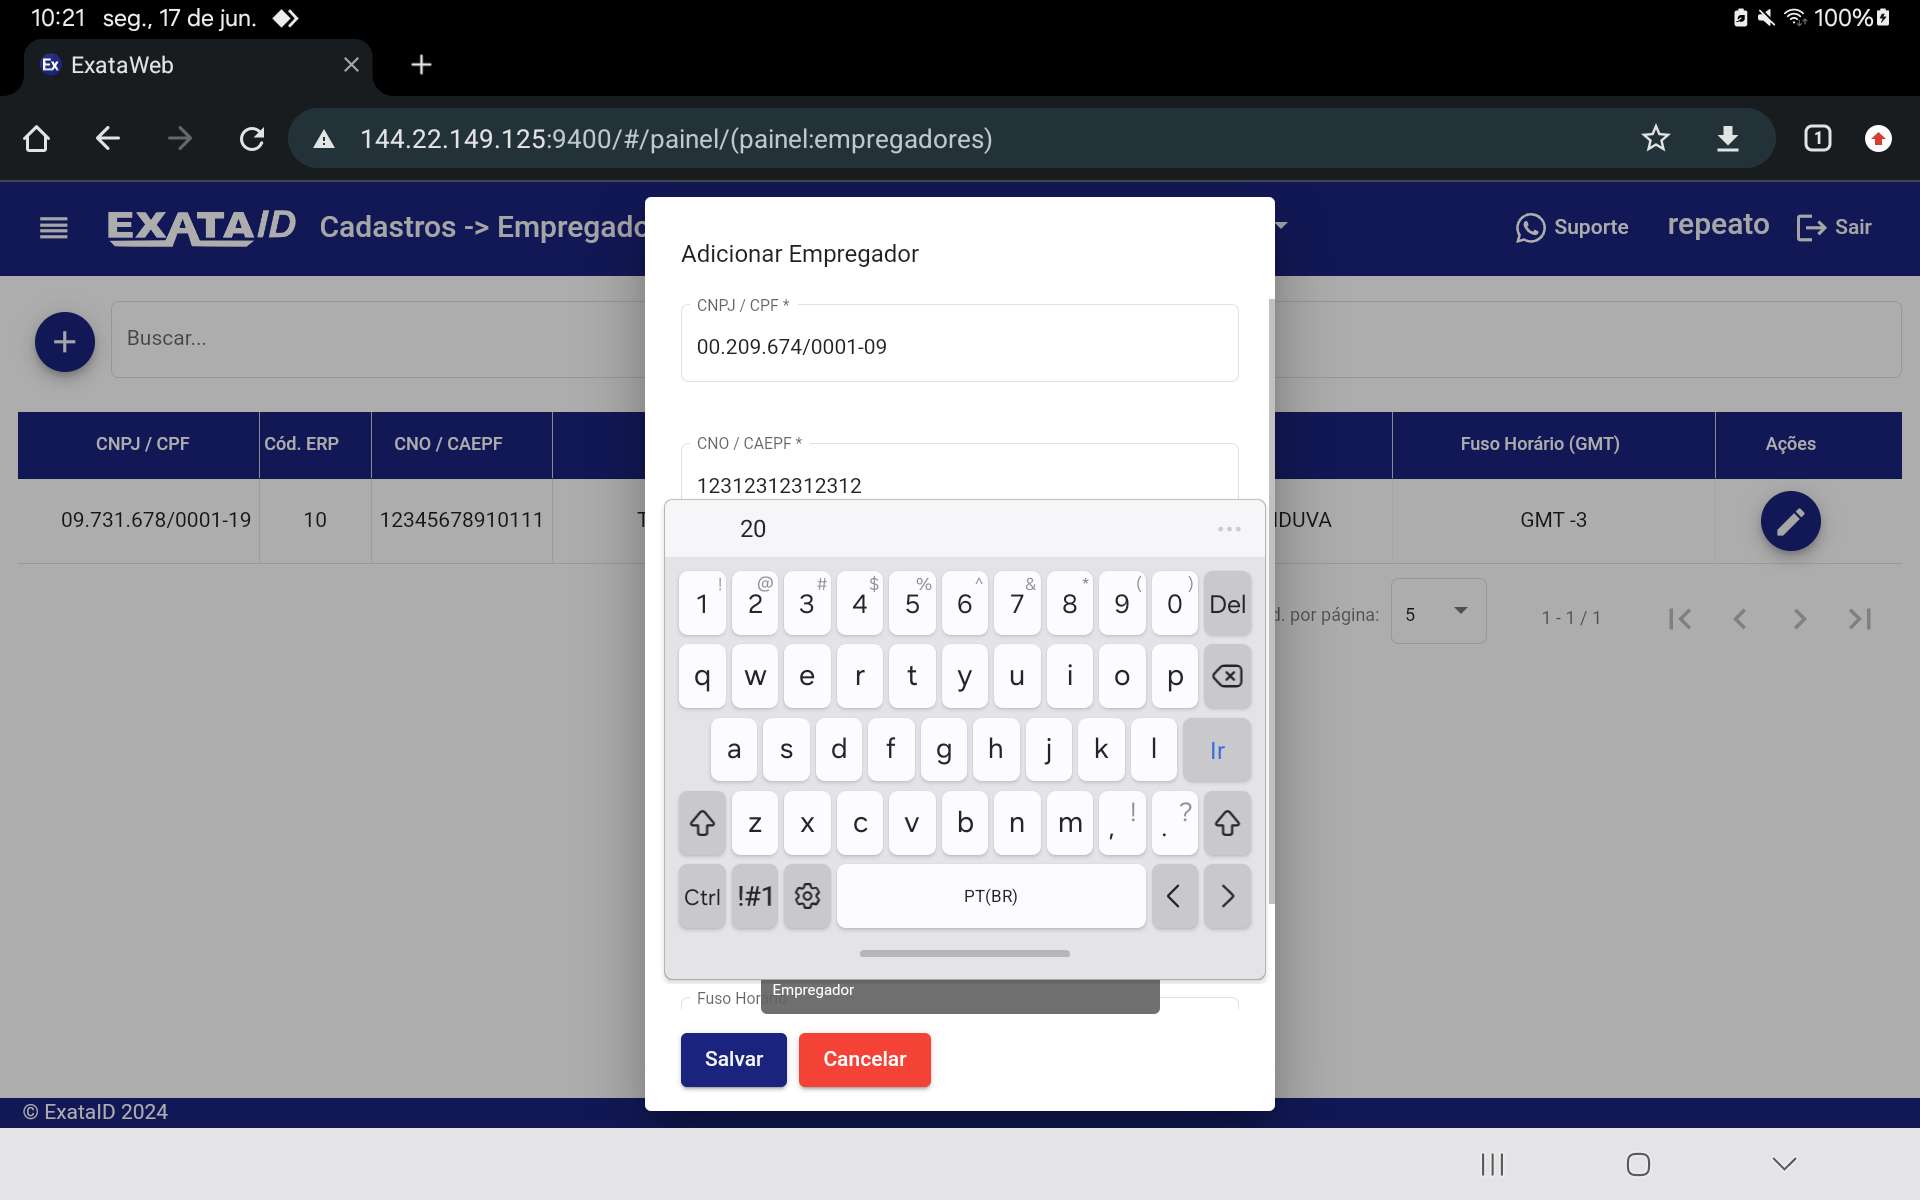 10:21 seg., 17 de jun.
100%
Ex ExataWeb
144.22.149.125:9400/#/painel/(painel:empregadores)
1
EXATAID Cadastros -> Empregado
Suporte repeato Sair
Adicionar Empregador
CNPJ / CPF *
00.209.674/0001-09
Buscar...
CNPJ / CPF Cód. ERP CNO / CAEPF Fuso Horário (GMT) Ações
CNO / CAEPF *
12312312312312
09.731.678/0001-19 10 12345678910111 T IDUVA GMT -3
20
! @ # $ % ^ & * ( )
1 2 3 4 5 6 7 8 9 0 Del
d. por página: 5 1 - 1 / 1
q w e r t y u i o p
a s d f g h j k l Ir
z x c v b n m , ! . ?
Ctrl !#1 PT(BR) < >
Empregador
Fuso Horário
Salvar Cancelar
© ExataID 2024